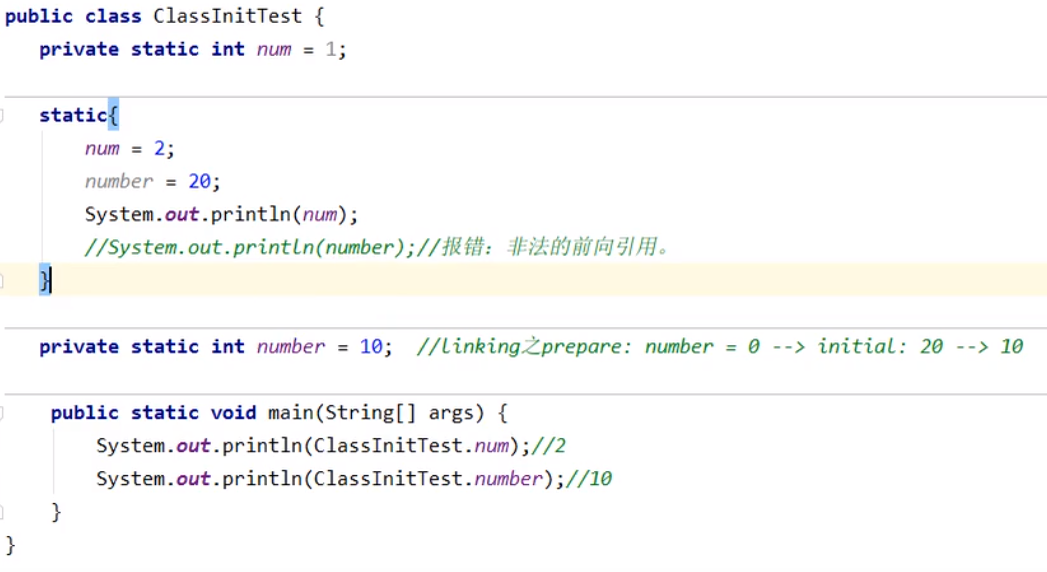 public class ClassInitTest {
private static int num = 1;
static{
num = 2;
number = 20;
System.out.println(num);
//System.out.println(number);//报错：非法的前向引用。
}
private static int number = 10;  //linking之prepare: number = 0 --> initial: 20 --> 10
public static void main(String[] args) {
System.out.println(ClassInitTest.num);//2
System.out.println(ClassInitTest.number);//10
}
}